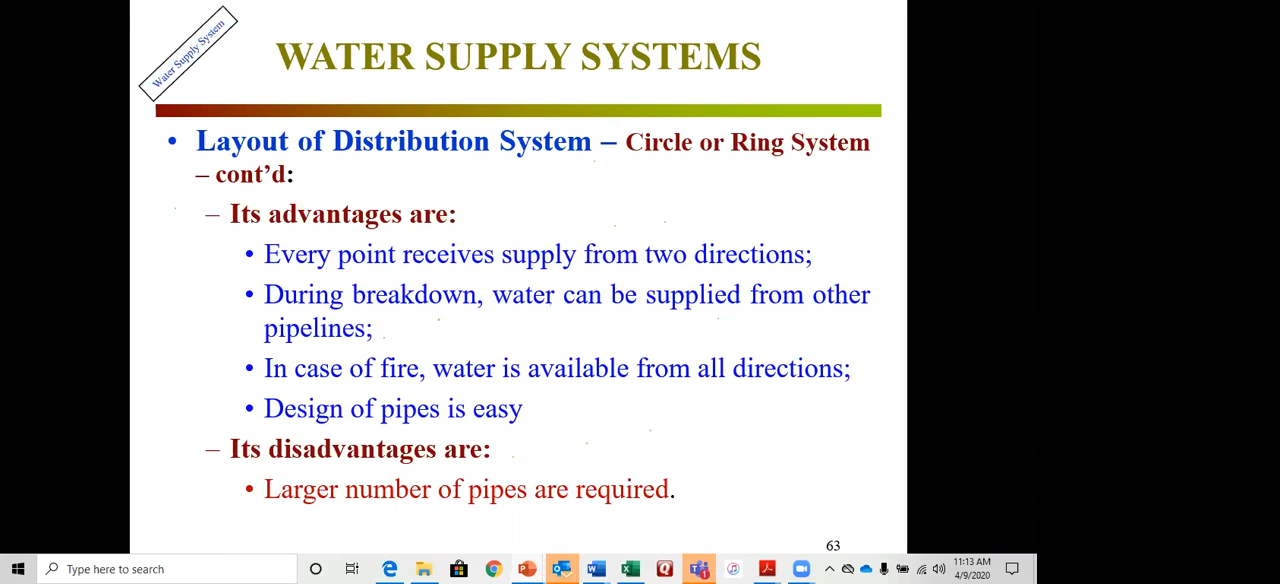 Water Supply System
WATER SUPPLY SYSTEMS
• Layout of Distribution System – Circle or Ring System
– cont’d:
– Its advantages are:
• Every point receives supply from two directions;
• During breakdown, water can be supplied from other
pipelines;
• In case of fire, water is available from all directions;
• Design of pipes is easy
– Its disadvantages are:
• Larger number of pipes are required.
63
Type here to search
11:13 AM
4/9/2020